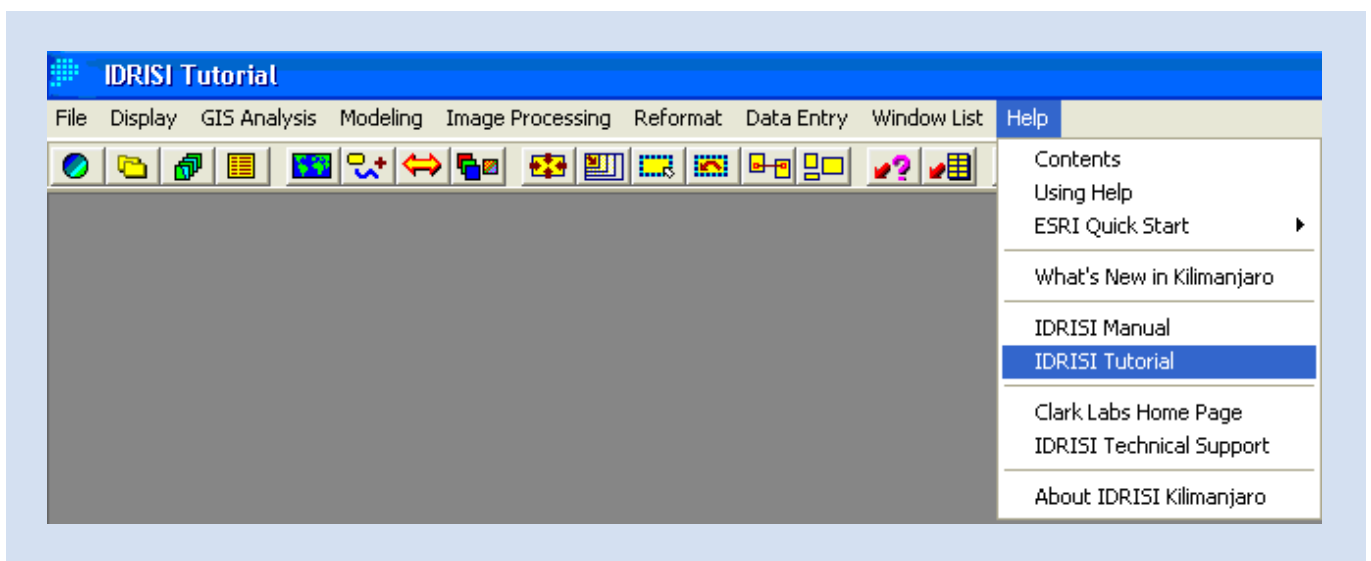 IDRISI Tutorial
File Display GIS Analysis Modeling Image Processing Reformat Data Entry Window List Help
?
Contents
Using Help
ESRI Quick Start
What's New in Kilimanjaro
IDRISI Manual
IDRISI Tutorial
Clark Labs Home Page
IDRISI Technical Support
About IDRISI Kilimanjaro